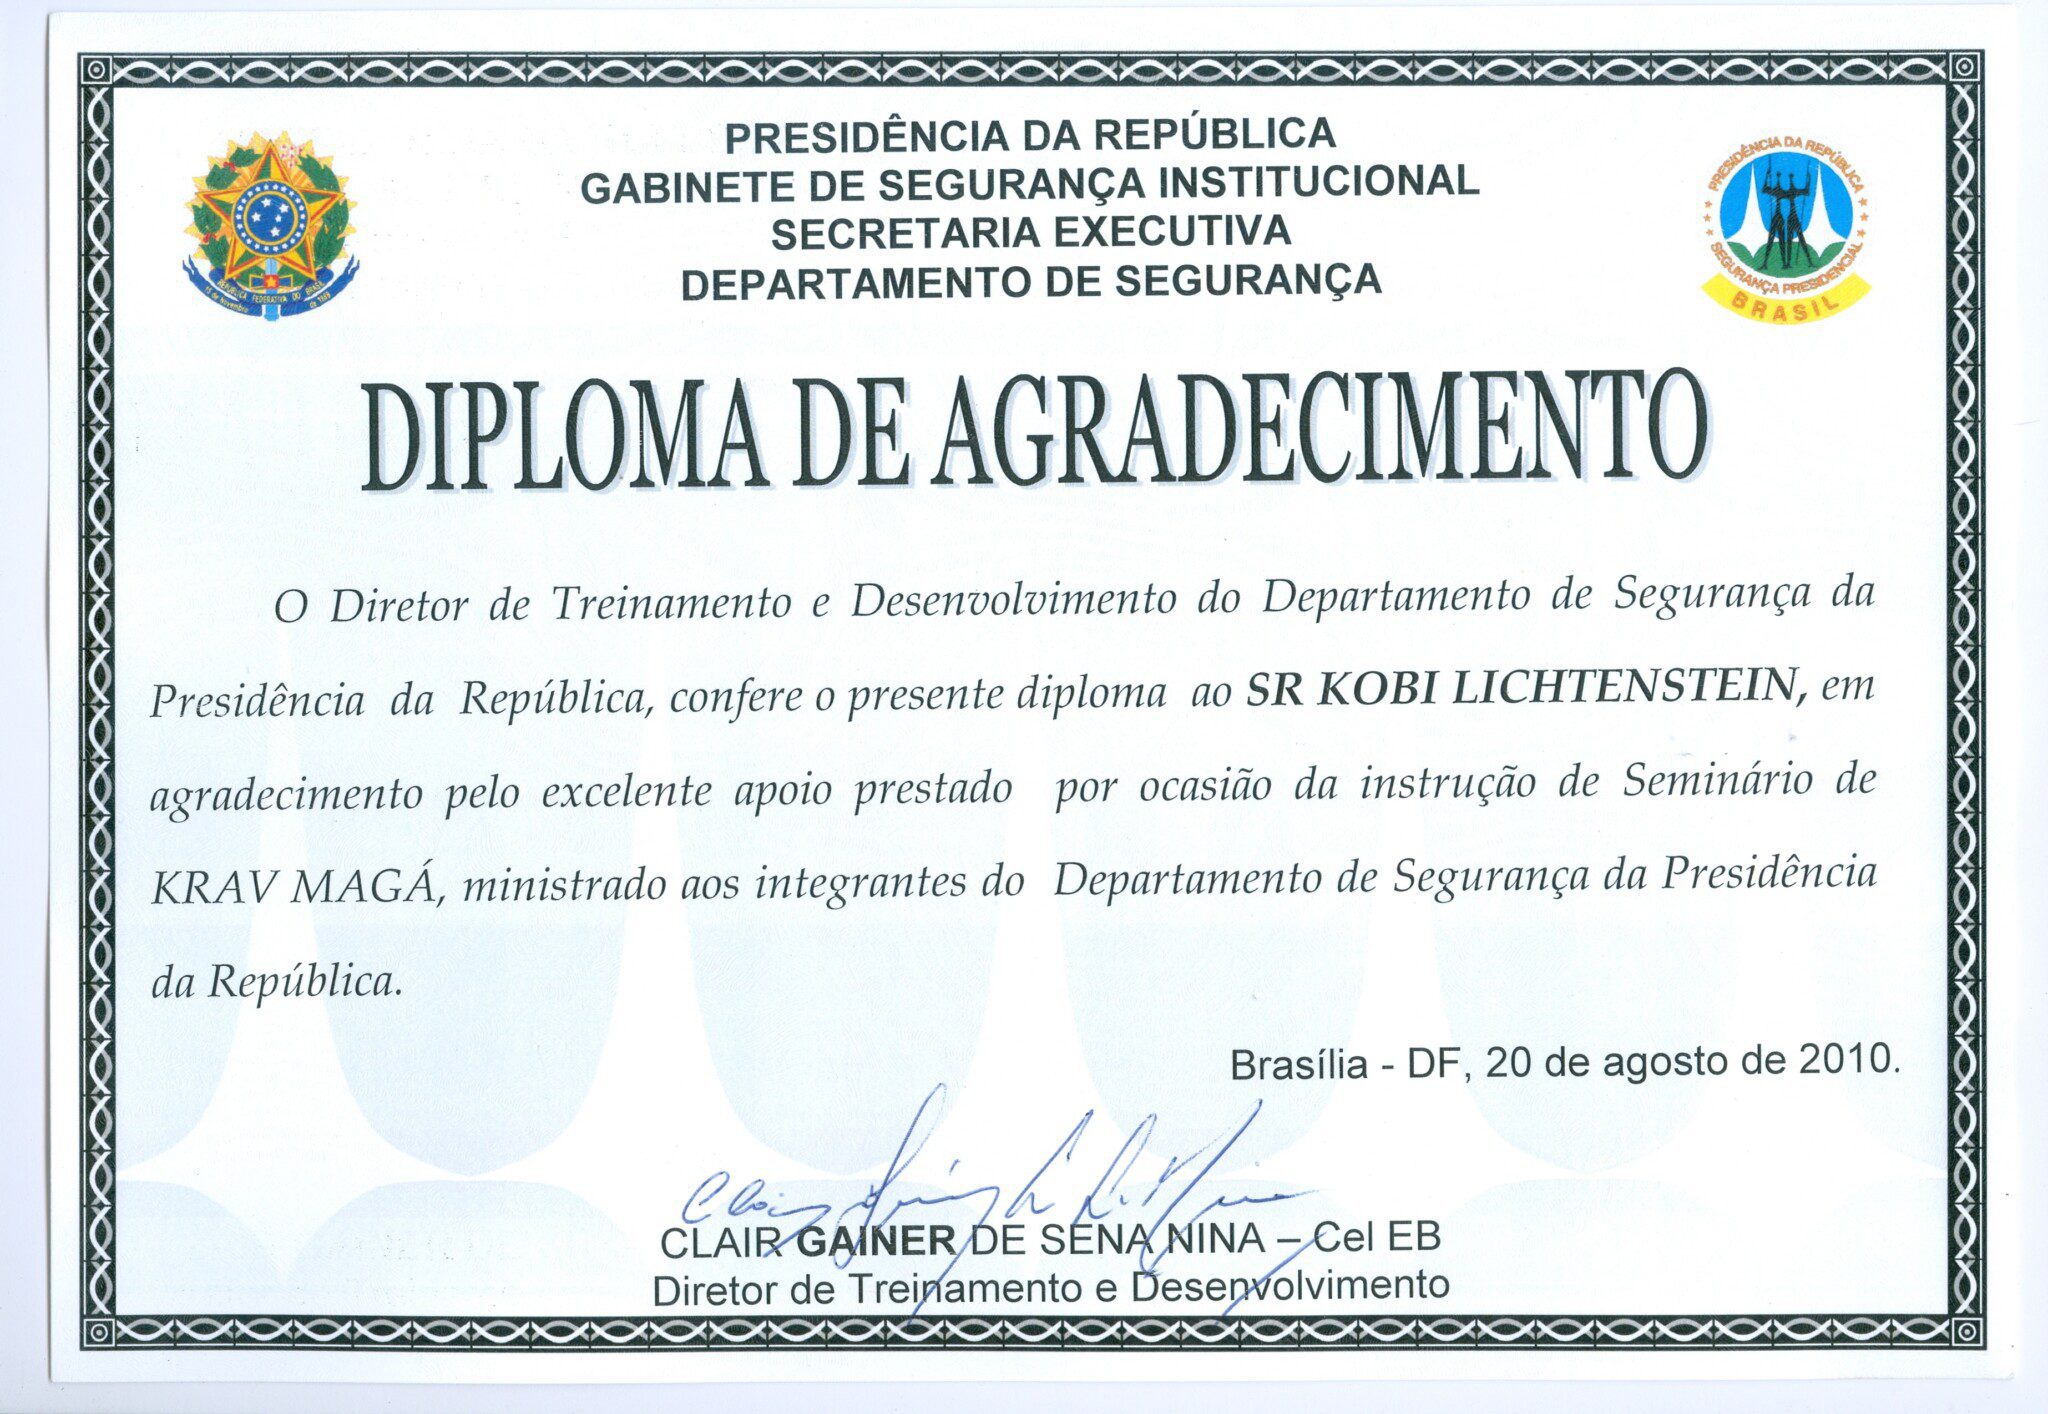 PRESIDÊNCIA DA REPÚBLICA
GABINETE DE SEGURANÇA INSTITUCIONAL
SECRETARIA EXECUTIVA
DEPARTAMENTO DE SEGURANÇA
REPÚBLICA FEDERATIVA DO BRASIL
15 de Novembro de 1889
PRESIDÊNCIA DA REPÚBLICA
SEGURANÇA PRESIDENCIAL
BRASIL
DIPLOMA DE AGRADECIMENTO
O Diretor de Treinamento e Desenvolvimento do Departamento de Segurança da
Presidência da República, confere o presente diploma ao SR KOBI LICHTENSTEIN, em
agradecimento pelo excelente apoio prestado por ocasião da instrução de Seminário de
KRAV MAGÁ, ministrado aos integrantes do Departamento de Segurança da Presidência
da República.
Brasília - DF, 20 de agosto de 2010.
CLAIR GAINER DE SENA NINA – Cel EB
Diretor de Treinamento e Desenvolvimento